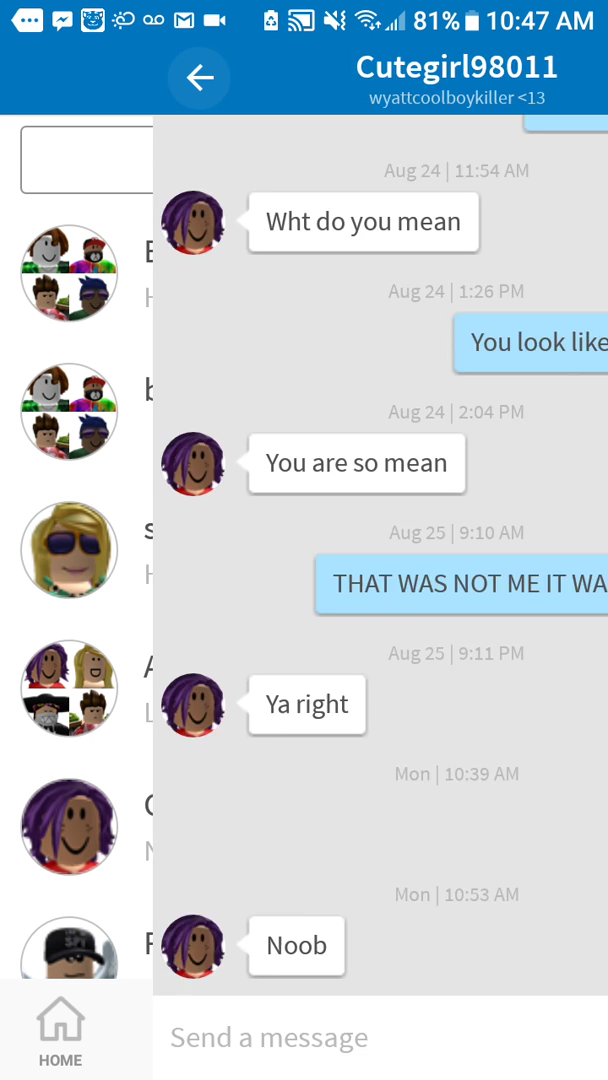 81% 10:47 AM
Cutegirl98011
wyattcoolboykiller <13
Aug 24 | 11:54 AM
Wht do you mean
Aug 24 | 1:26 PM
You look like
Aug 24 | 2:04 PM
You are so mean
Aug 25 | 9:10 AM
THAT WAS NOT ME IT WA
Aug 25 | 9:11 PM
Ya right
Mon | 10:39 AM
Mon | 10:53 AM
Noob
Send a message
HOME